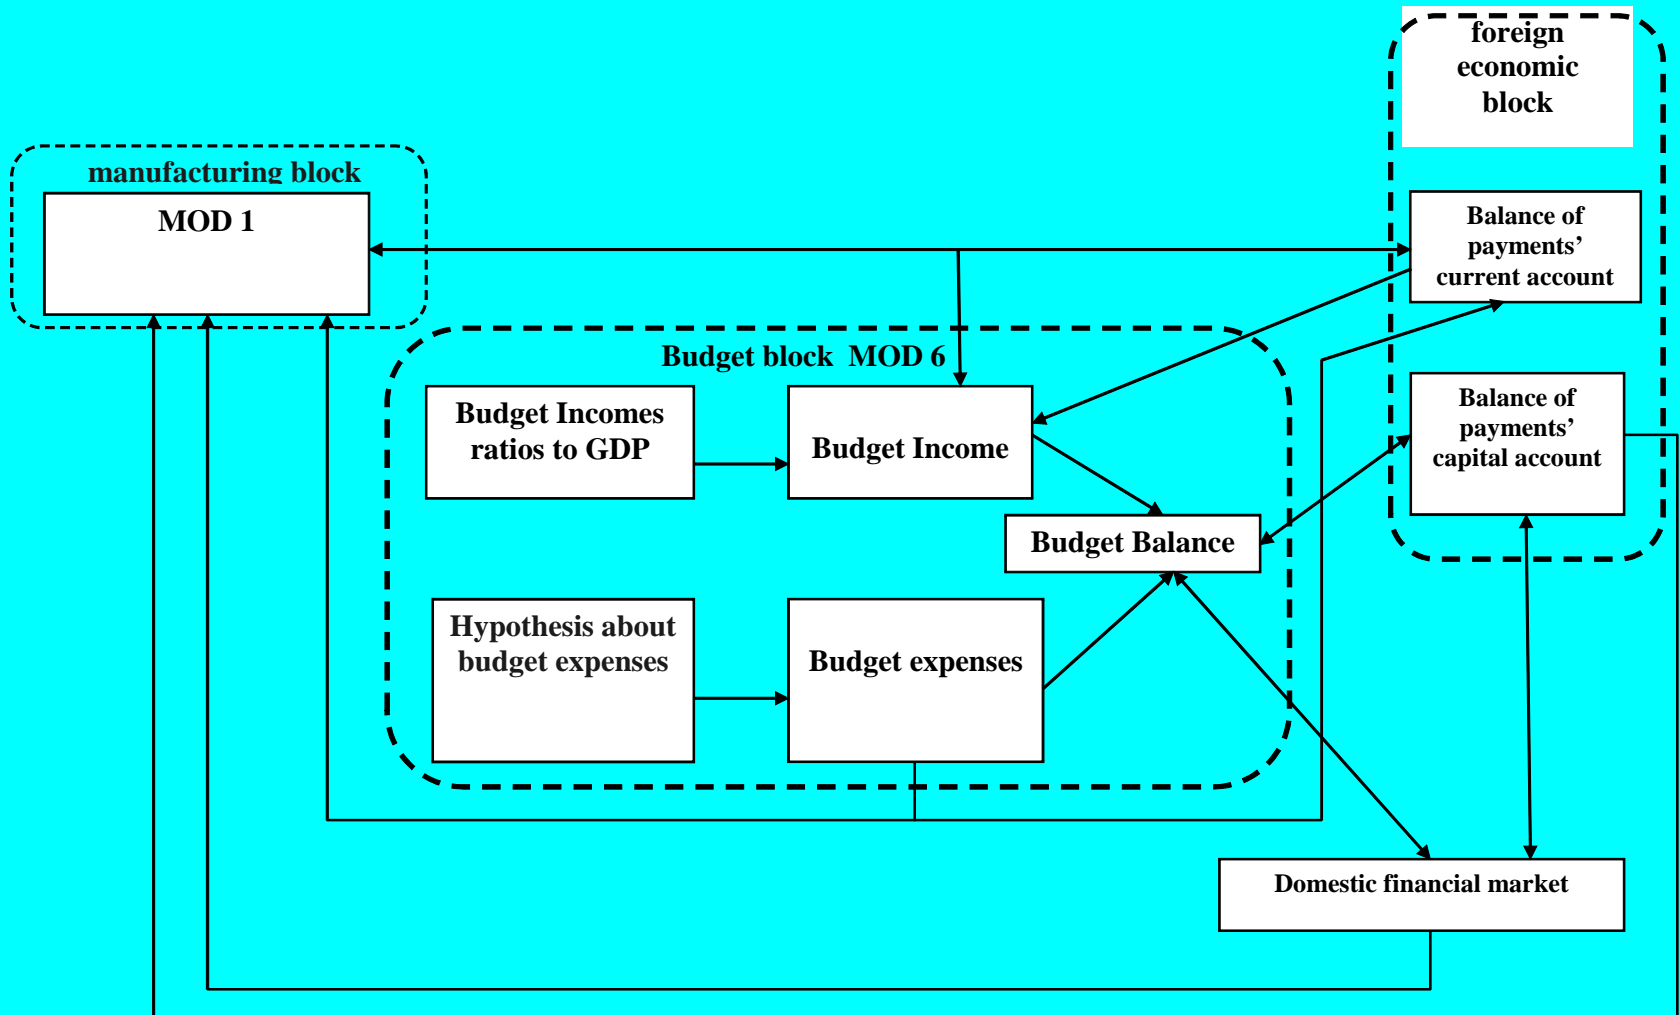 foreign
economic
block
manufacturing block
MOD 1
Balance of
payments’
current account
Budget block  MOD 6
Budget Incomes
ratios to GDP
Budget Income
Balance of
payments’
capital account
Budget Balance
Hypothesis about
budget expenses
Budget expenses
Domestic financial market